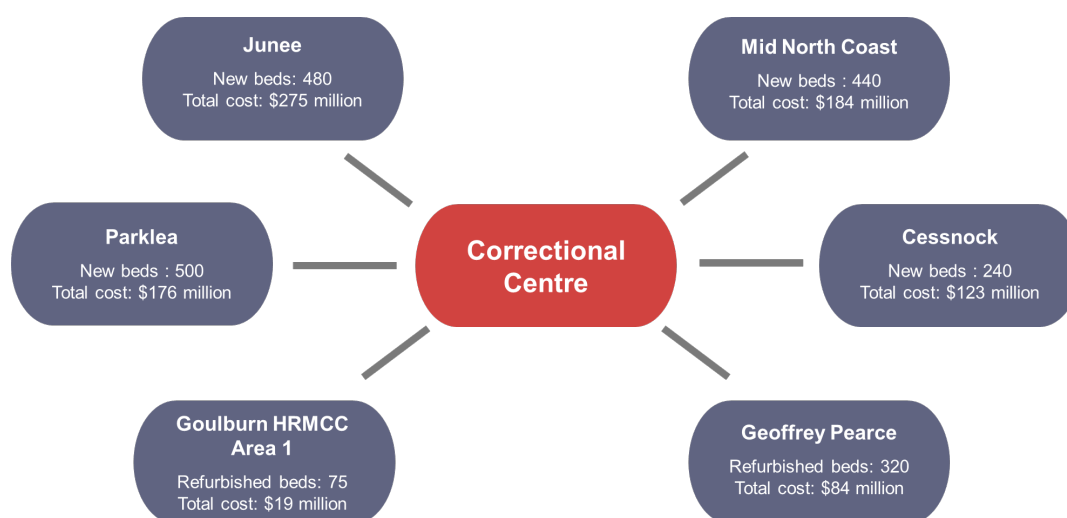 Junee
New beds: 480
Total cost: $275 million
Mid North Coast
New beds : 440
Total cost: $184 million
Parklea
New beds : 500
Total cost: $176 million
Correctional
Centre
Cessnock
New beds : 240
Total cost: $123 million
Goulburn HRMCC
Area 1
Refurbished beds: 75
Total cost: $19 million
Geoffrey Pearce
Refurbished beds: 320
Total cost: $84 million